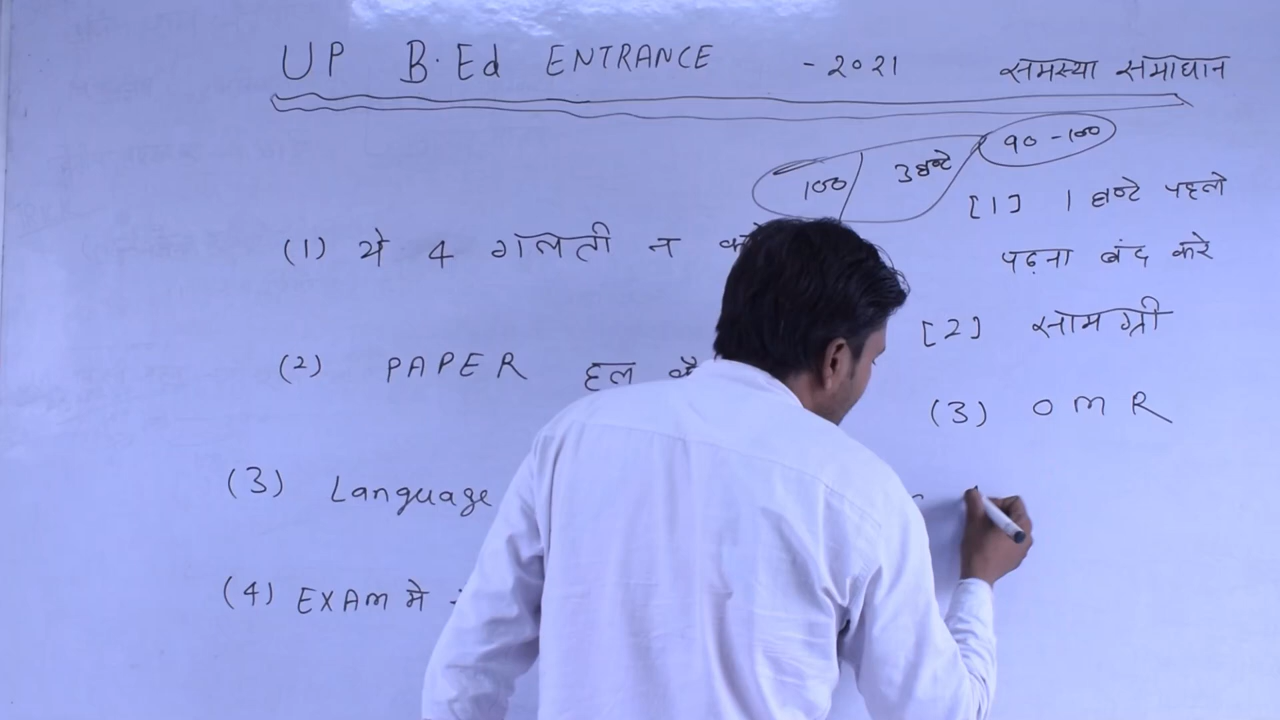 UP B.Ed ENTRANCE - 2021 समस्या समाधान
100 / 3 घण्टे 90 - 100
(1) ये 4 गलती न
[1] 1 घण्टे पहले
पढ़ना बंद करे
(2) PAPER हल
[2] सामग्री
(3) OMR
(3) Language
(4) EXAM मे